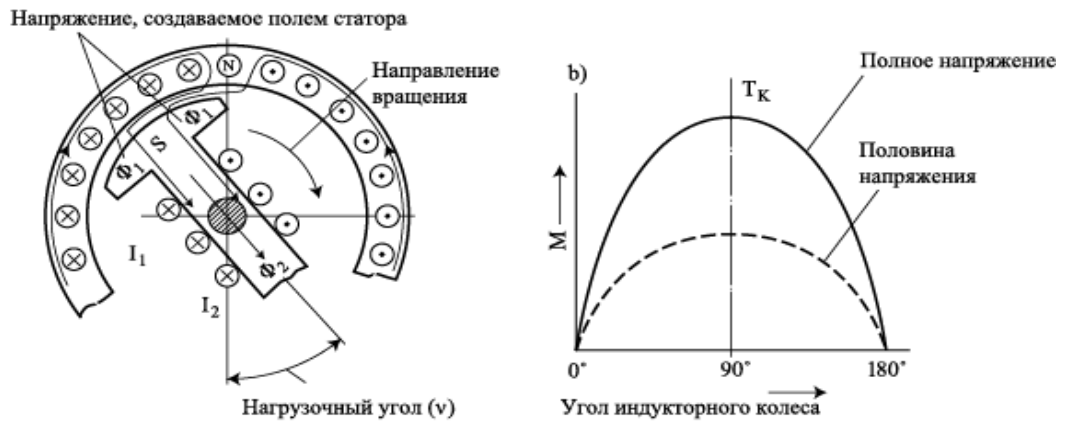 Напряжение, создаваемое полем статора
N
Направление
вращения
Φ1
S
Φ1
I1
Φ2
I2
Нагрузочный угол (ν)
b)
TK
Полное напряжение
Половина
напряжения
M
0˚
90˚
180˚
Угол индукторного колеса